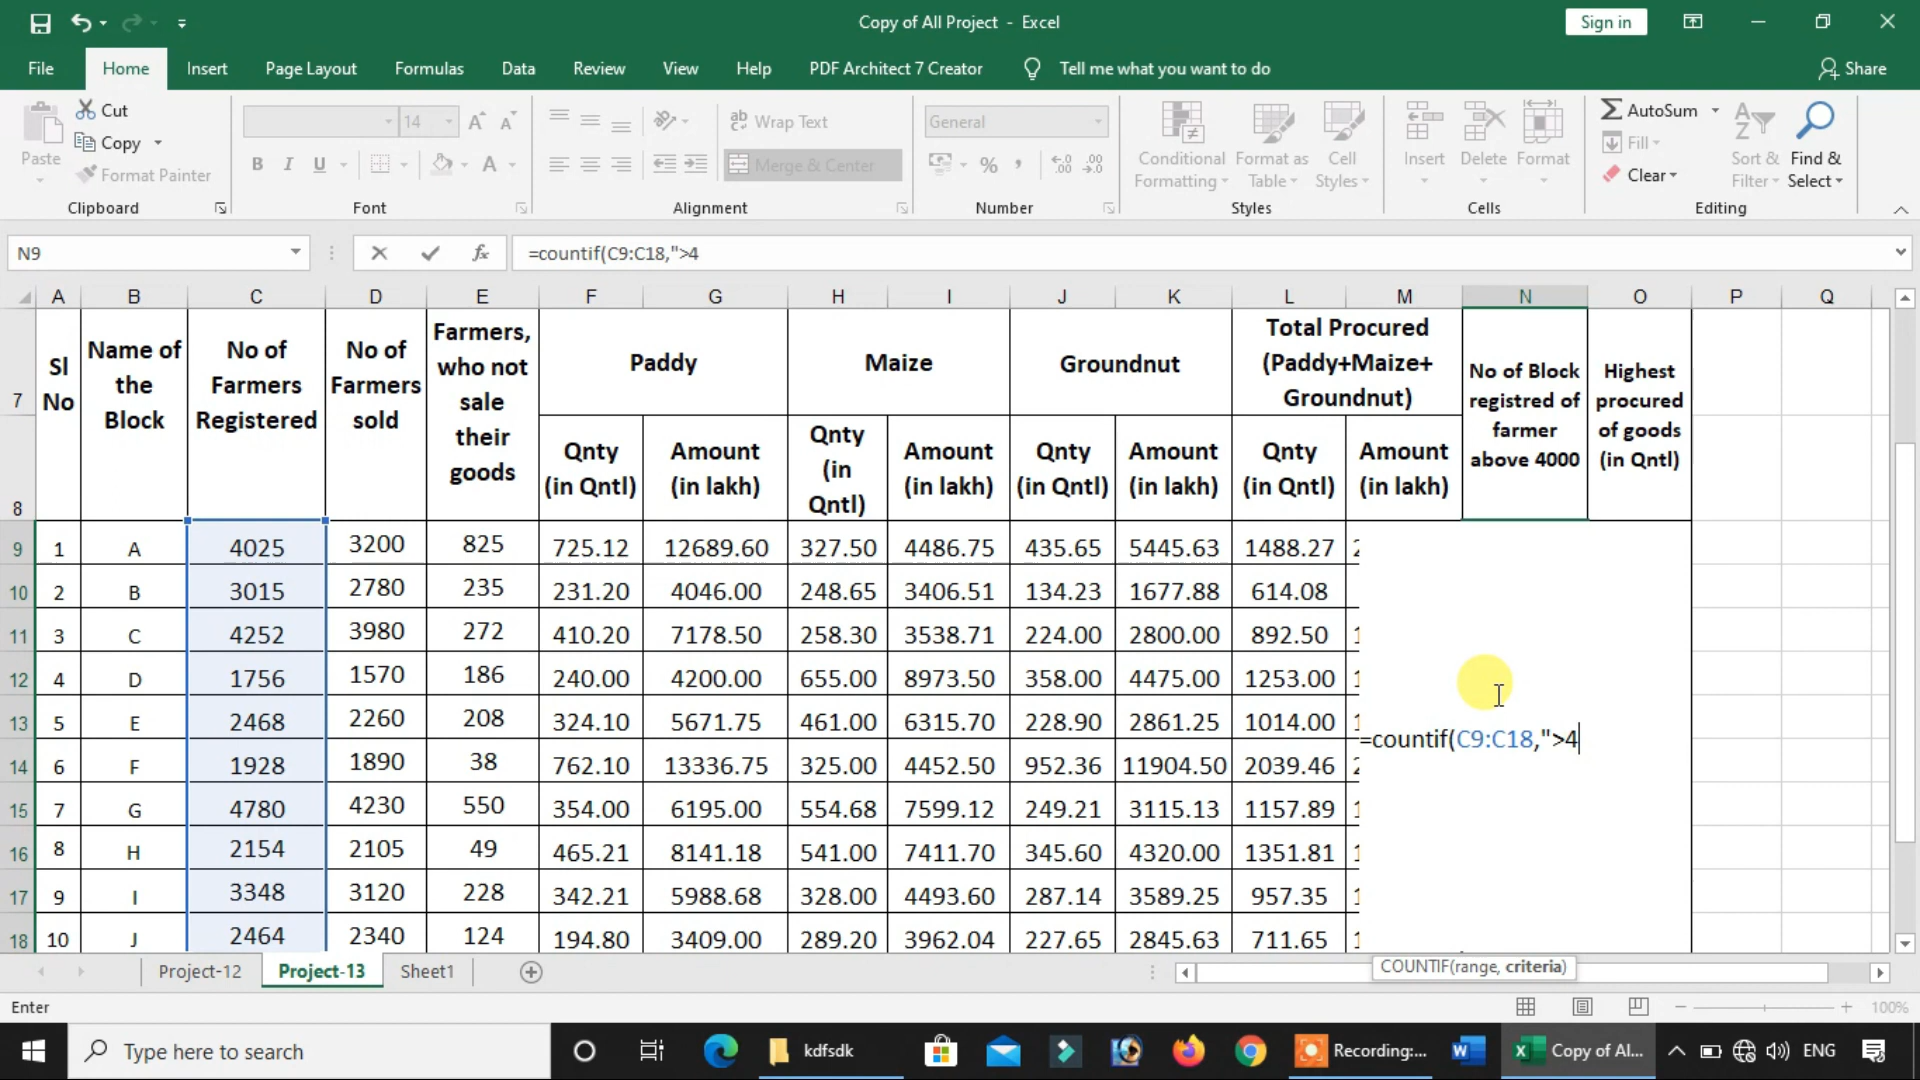 Copy of All Project - Excel
Sign in
File Home Insert Page Layout Formulas Data Review View Help PDF Architect 7 Creator Tell me what you want to do Share
Paste
Cut
Copy
Format Painter
Clipboard
14
B I U A
Font
Wrap Text
Merge & Center
Alignment
General
% ,
Number
Conditional Formatting
Format as Table
Cell Styles
Styles
Insert Delete Format
Cells
AutoSum
Fill
Clear
Sort & Filter
Find & Select
Editing
N9 fx =countif(C9:C18,">4
A B C D E F G H I J K L M N O P Q
7
8
Sl No
Name of the Block
No of Farmers Registered
No of Farmers sold
Farmers, who not sale their goods
Paddy
Maize
Groundnut
Total Procured (Paddy+Maize+ Groundnut)
No of Block registred of farmer above 4000
Highest procured of goods (in Qntl)
Qnty (in Qntl)
Amount (in lakh)
Qnty (in Qntl)
Amount (in lakh)
Qnty (in Qntl)
Amount (in lakh)
Qnty (in Qntl)
Amount (in lakh)
9 1 A 4025 3200 825 725.12 12689.60 327.50 4486.75 435.65 5445.63 1488.27
10 2 B 3015 2780 235 231.20 4046.00 248.65 3406.51 134.23 1677.88 614.08
11 3 C 4252 3980 272 410.20 7178.50 258.30 3538.71 224.00 2800.00 892.50
12 4 D 1756 1570 186 240.00 4200.00 655.00 8973.50 358.00 4475.00 1253.00
13 5 E 2468 2260 208 324.10 5671.75 461.00 6315.70 228.90 2861.25 1014.00
=countif(C9:C18,">4
14 6 F 1928 1890 38 762.10 13336.75 325.00 4452.50 952.36 11904.50 2039.46
15 7 G 4780 4230 550 354.00 6195.00 554.68 7599.12 249.21 3115.13 1157.89
16 8 H 2154 2105 49 465.21 8141.18 541.00 7411.70 345.60 4320.00 1351.81
17 9 I 3348 3120 228 342.21 5988.68 328.00 4493.60 287.14 3589.25 957.35
18 10 J 2464 2340 124 194.80 3409.00 289.20 3962.04 227.65 2845.63 711.65
COUNTIF(range, criteria)
Project-12 Project-13 Sheet1
Enter
100%
Type here to search
kdfsdk
Recording:...
Copy of Al...
ENG